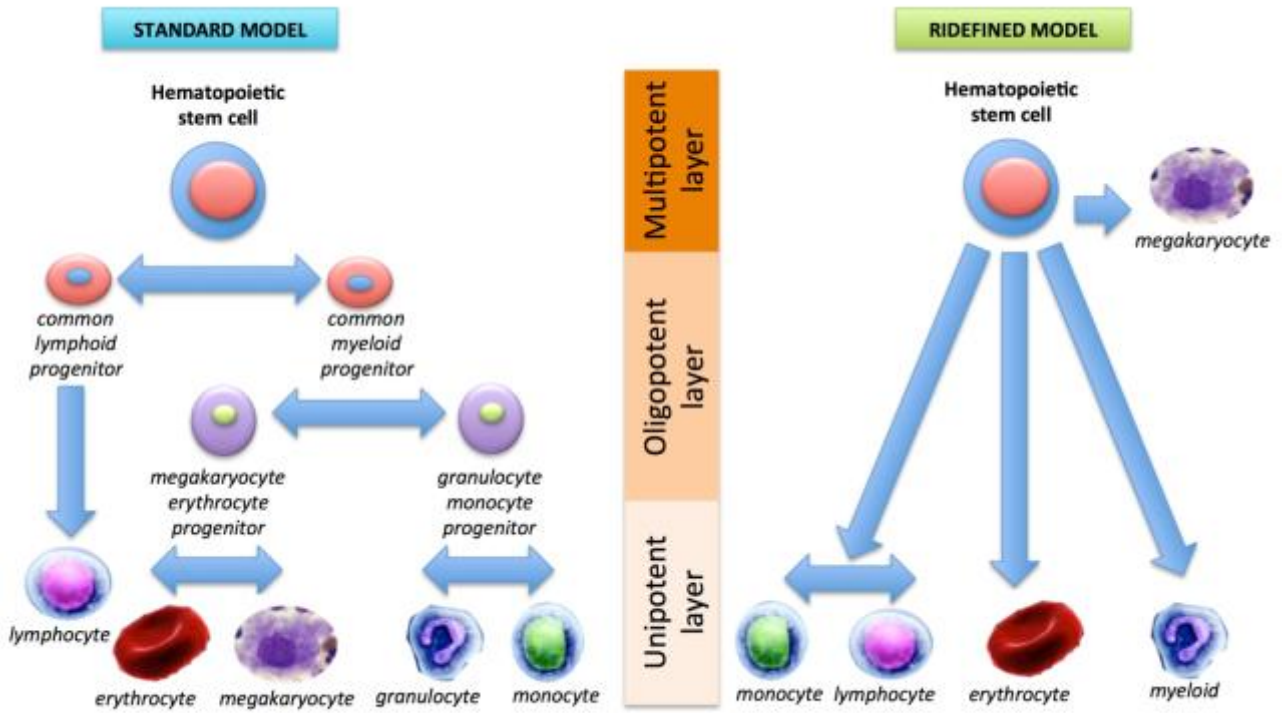 STANDARD MODEL
Hematopoietic
stem cell
common
lymphoid
progenitor
common
myeloid
progenitor
megakaryocyte
erythrocyte
progenitor
granulocyte
monocyte
progenitor
lymphocyte
erythrocyte
megakaryocyte
granulocyte
monocyte
Multipotent
layer
Oligopotent
layer
Unipotent
layer
RIDEFINED MODEL
Hematopoietic
stem cell
megakaryocyte
monocyte
lymphocyte
erythrocyte
myeloid